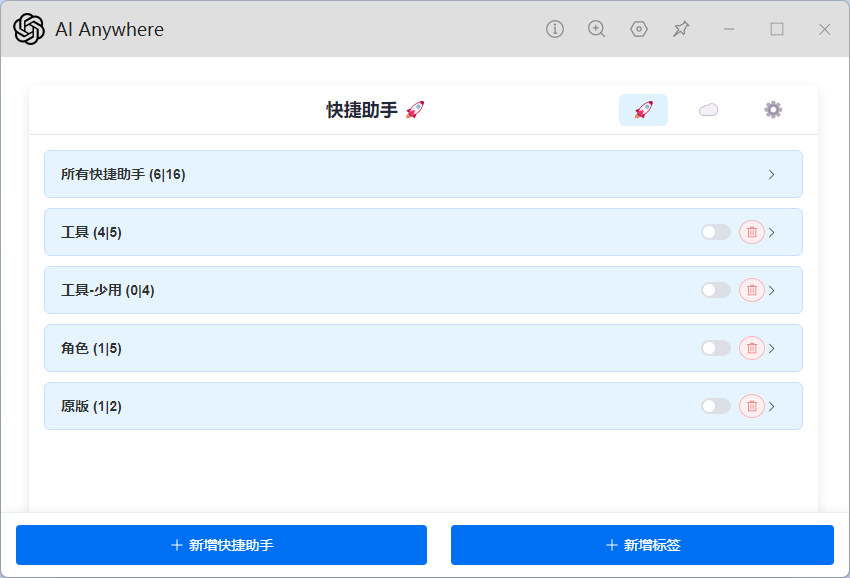 AI Anywhere
快捷助手 🚀
所有快捷助手 (6|16)
工具 (4|5)
工具-少用 (0|4)
角色 (1|5)
原版 (1|2)
+ 新增快捷助手
+ 新增标签